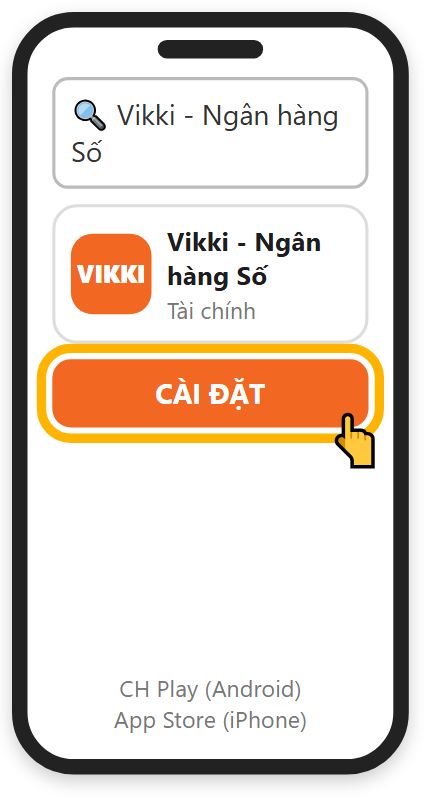 Vikki - Ngân hàng
Số
VIKKI
Vikki - Ngân
hàng Số
Tài chính
CÀI ĐẶT
CH Play (Android)
App Store (iPhone)